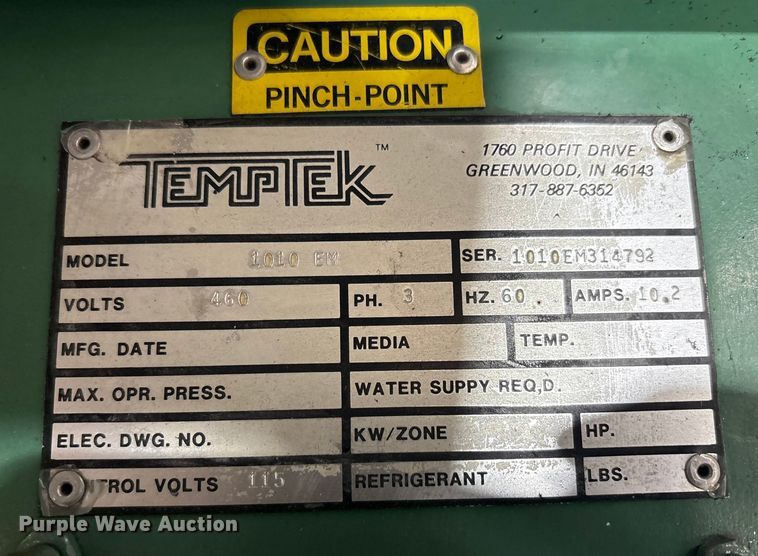 CAUTION
PINCH-POINT
TEMPTEK ™
1760 PROFIT DRIVE
GREENWOOD, IN 46143
317-887-6352
MODEL 1010 EM SER. 1010EM314792
VOLTS 460 PH. 3 HZ. 60 AMPS. 10.2
MFG. DATE MEDIA TEMP.
MAX. OPR. PRESS. WATER SUPPY REQ,D.
ELEC. DWG. NO. KW/ZONE HP.
TROL VOLTS 115 REFRIGERANT LBS.
Purple Wave Auction